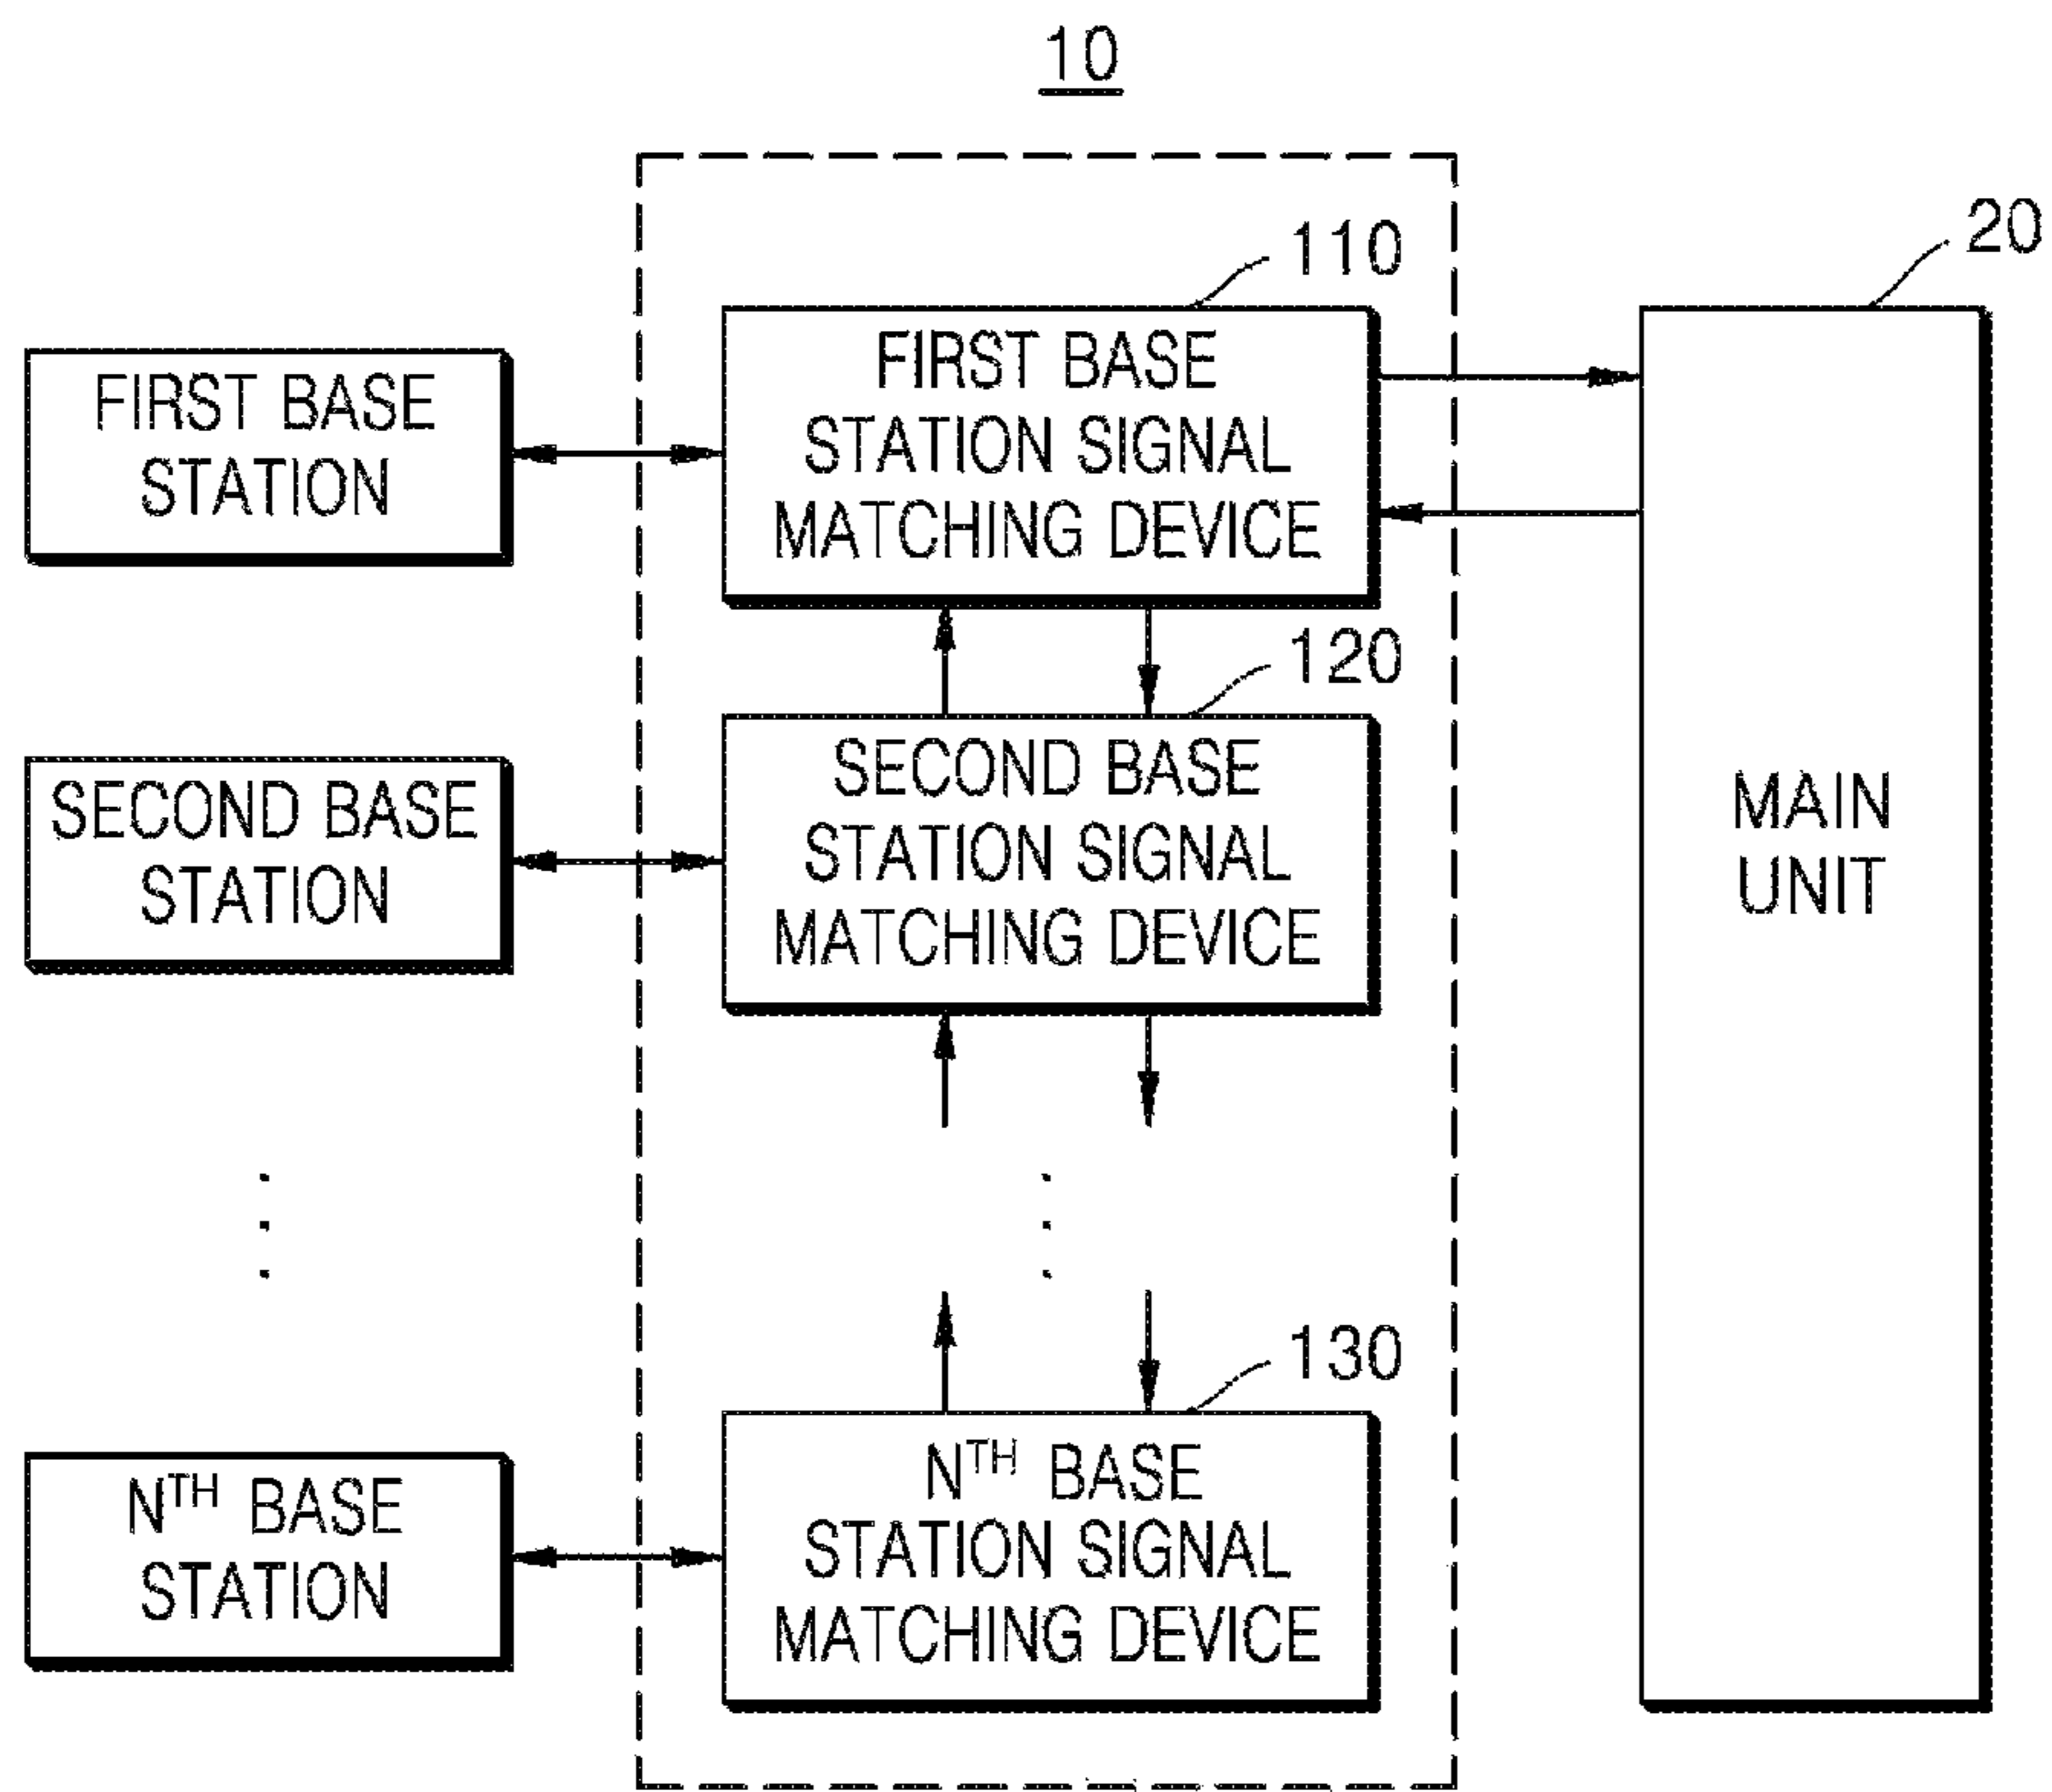 10
110
20
FIRST BASE
STATION
FIRST BASE
STATION SIGNAL
MATCHING DEVICE
120
SECOND BASE
STATION
SECOND BASE
STATION SIGNAL
MATCHING DEVICE
MAIN
UNIT
130
NTH BASE
STATION
NTH BASE
STATION SIGNAL
MATCHING DEVICE